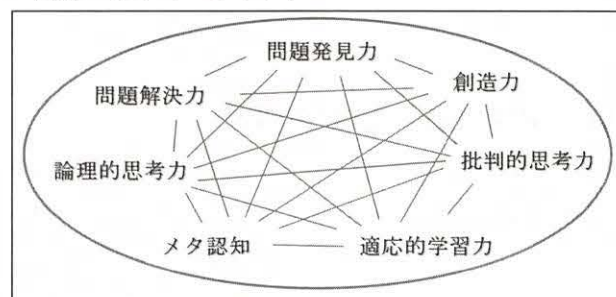 問題発見力
問題解決力
創造力
論理的思考力
批判的思考力
メタ認知
適応的学習力